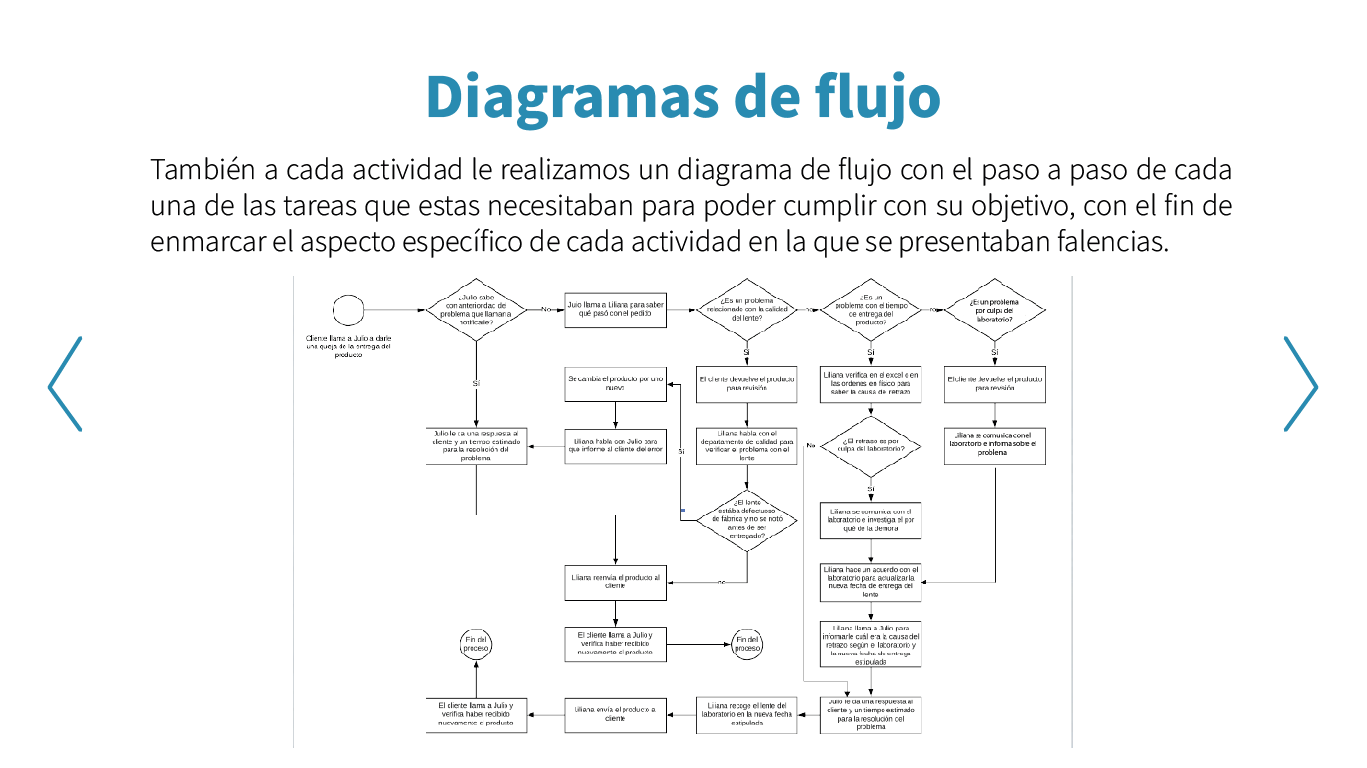 Diagramas de flujo
También a cada actividad le realizamos un diagrama de flujo con el paso a paso de cada
una de las tareas que estas necesitaban para poder cumplir con su objetivo, con el fin de
enmarcar el aspecto específico de cada actividad en la que se presentaban falencias.
Cliente llama a Julio a darle
una queja de la entrega del
producto
¿Julio sabe
con anterioridad de
problema que llaman a
notificarle?
No
Julio llama a Liliana para saber
qué pasó con el pedido
¿Es un problema
relacionado con la calidad
del lente?
no
¿Es un
problema con el tiempo
de entrega del
producto?
no
¿Es un problema
por culpa del
laboratorio?
Sí
Sí
Sí
Sí
Se cambia el producto por uno
nuevo
El cliente devuelve el producto
para revisión
Liliana verifica en el excel o en
las ordenes en físico para
saber la causa de retrazo
El cliente devuelve el producto
para revisión
Julio le da una respuesta al
cliente y un tiempo estimado
para la resolución del
problema
Liliana habla con Julio para
que informe al cliente del error
Sí
Liliana habla con el
departamento de calidad para
verificar el problema con el
lente
No
¿El retraso es por
culpa del laboratorio?
Liliana se comunica con el
laboratorio e informa sobre el
problema
Sí
¿El lente
estába defectuoso
de fabrica y no se notó
antes de ser
entregado?
Liliana se comunica con el
laboratorio e investiga el por
qué de la demora
Liliana reenvía el producto al
cliente
no
Liliana hace un acuerdo con el
laboratorio para actualizar la
nueva fecha de entrega del
lente
Fin del
proceso
El cliente llama a Julio y
verifica haber recibido
nuevamente el producto
Fin del
proceso
Liliana llama a Julio para
informarle cuál era la causa del
retrazo según el laboratorio y
la nueva fecha de entrega
estipulada
El cliente llama a Julio y
verifica haber recibido
nuevamente el producto
Liliana envía el producto al
cliente
Liliana recoge el lente del
laboratorio en la nueva fecha
estipulada
Julio le da una respuesta al
cliente y un tiempo estimado
para la resolución del
problema